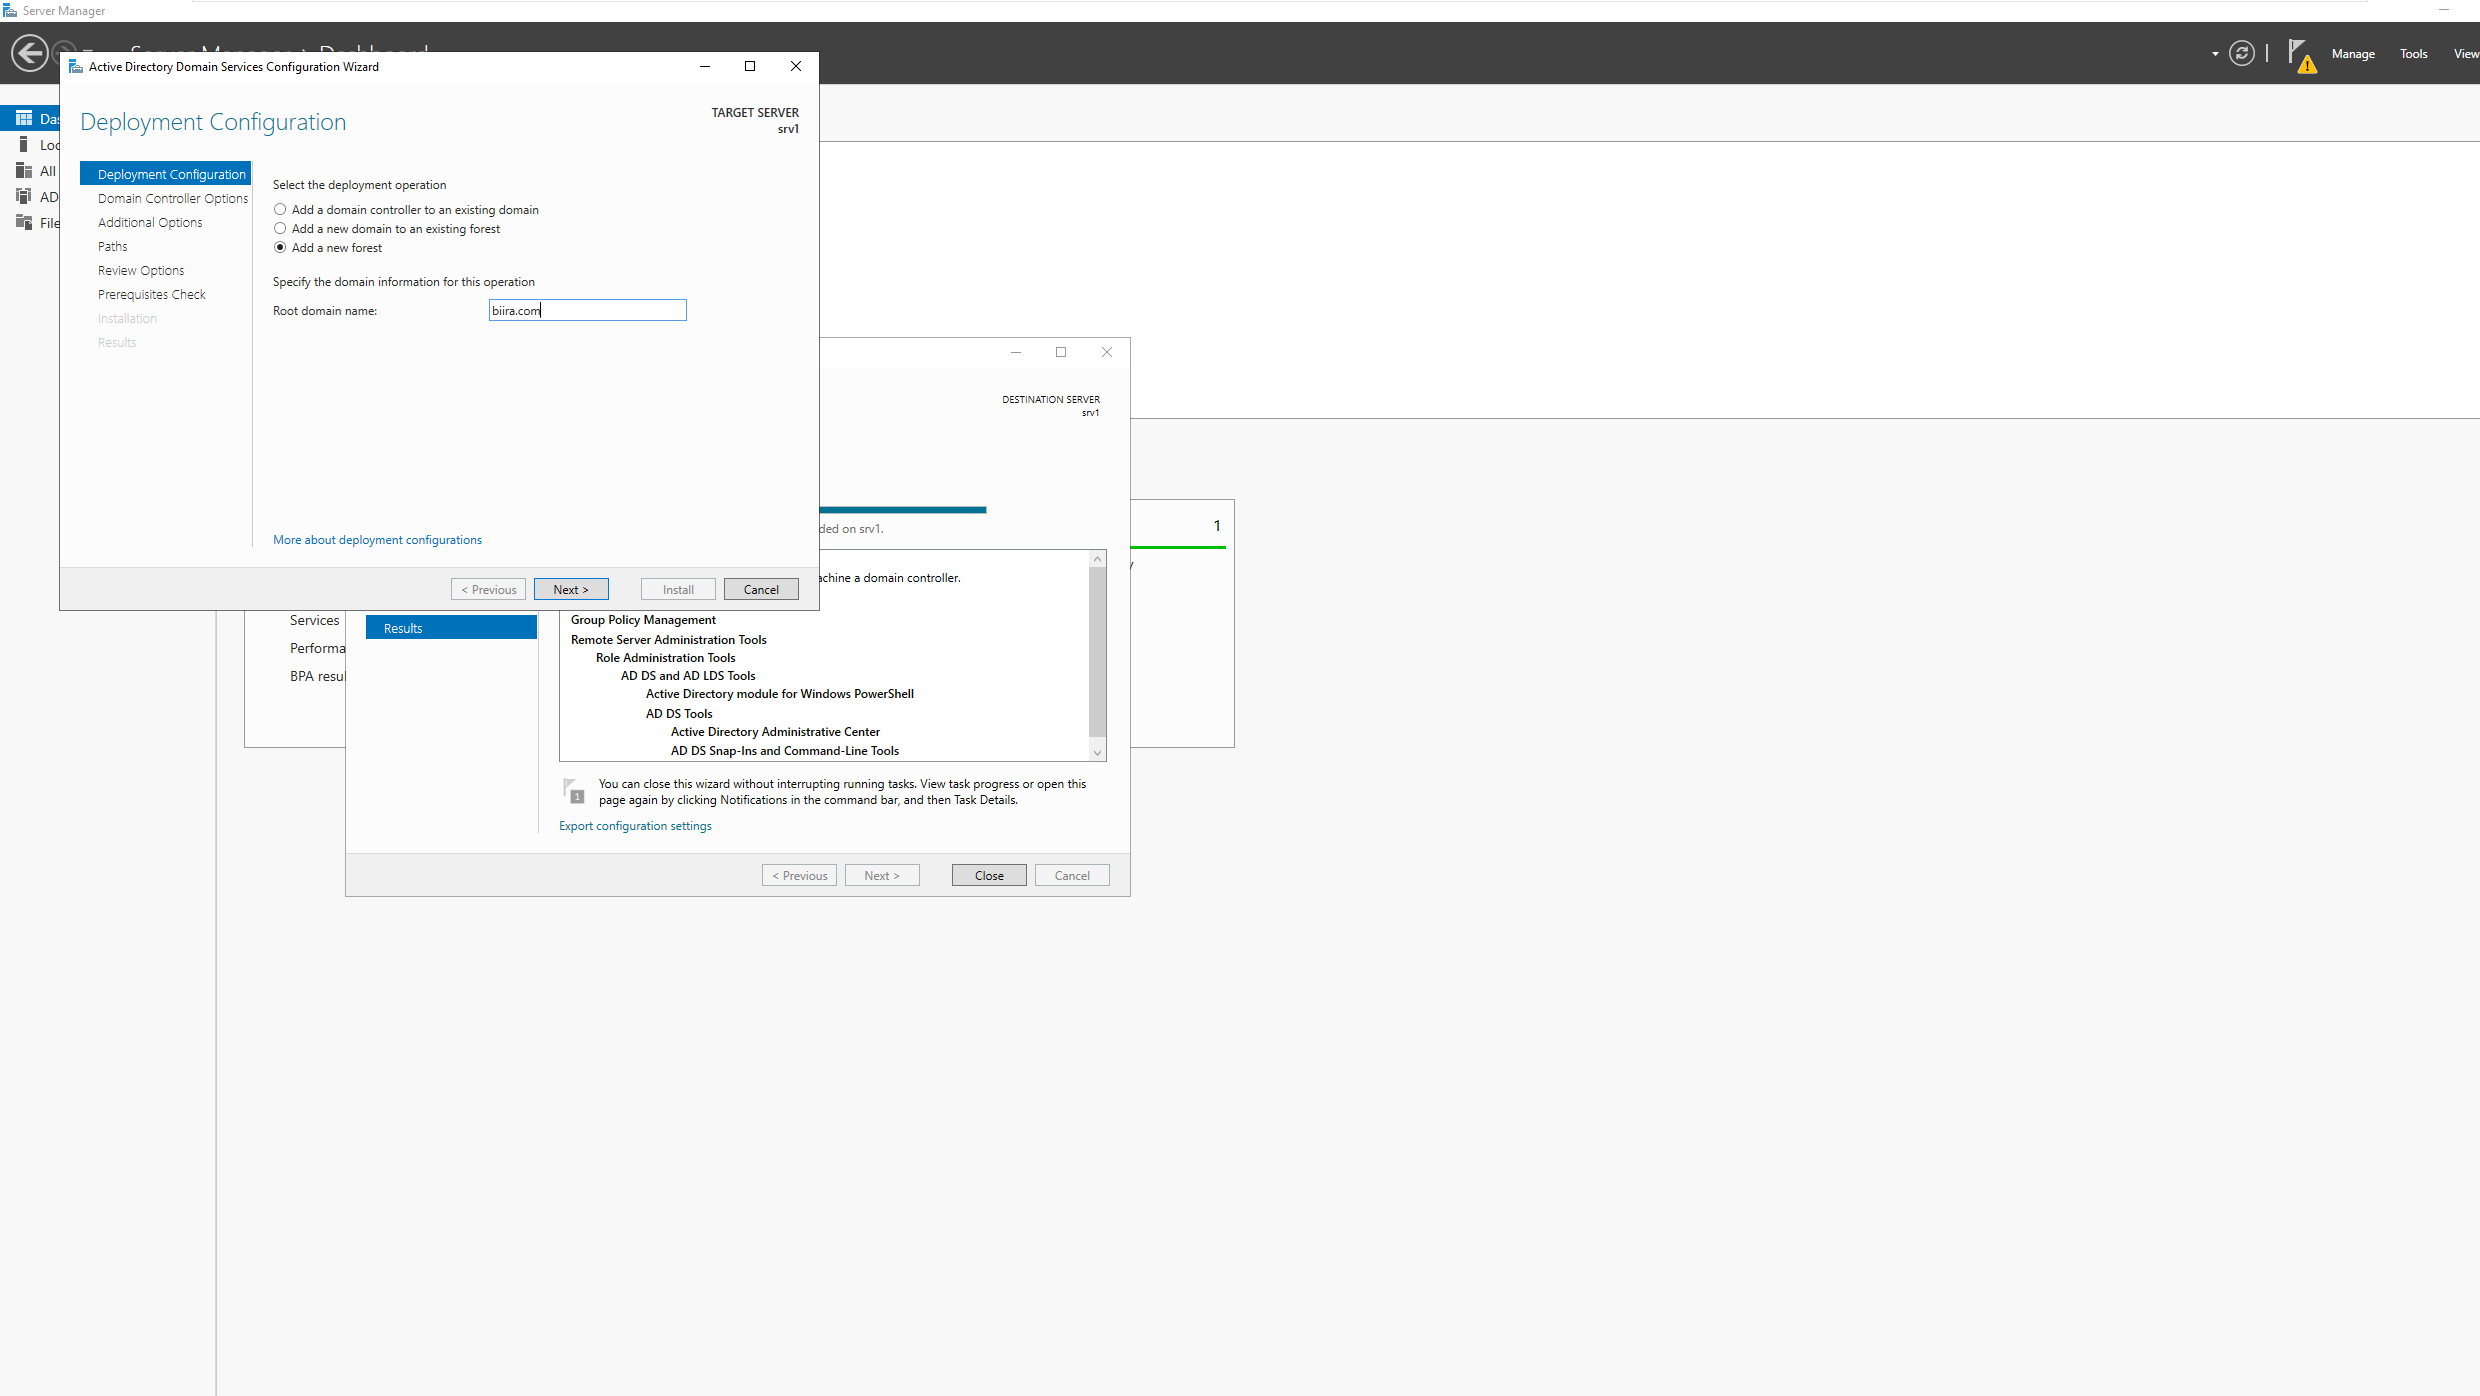 Server Manager
Manage
Tools
View
Active Directory Domain Services Configuration Wizard
Deployment Configuration
TARGET SERVER
srv1
Deployment Configuration
Domain Controller Options
Additional Options
Paths
Review Options
Prerequisites Check
Installation
Results
Select the deployment operation
Add a domain controller to an existing domain
Add a new domain to an existing forest
Add a new forest
Specify the domain information for this operation
Root domain name:
biira.com
More about deployment configurations
< Previous
Next >
Install
Cancel
All
AD
File
DESTINATION SERVER
srv1
ded on srv1.
achine a domain controller.
Results
Group Policy Management
Remote Server Administration Tools
Role Administration Tools
AD DS and AD LDS Tools
Active Directory module for Windows PowerShell
AD DS Tools
Active Directory Administrative Center
AD DS Snap-Ins and Command-Line Tools
1
You can close this wizard without interrupting running tasks. View task progress or open this
page again by clicking Notifications in the command bar, and then Task Details.
Export configuration settings
< Previous
Next >
Close
Cancel
1
Services
Performa
BPA resul